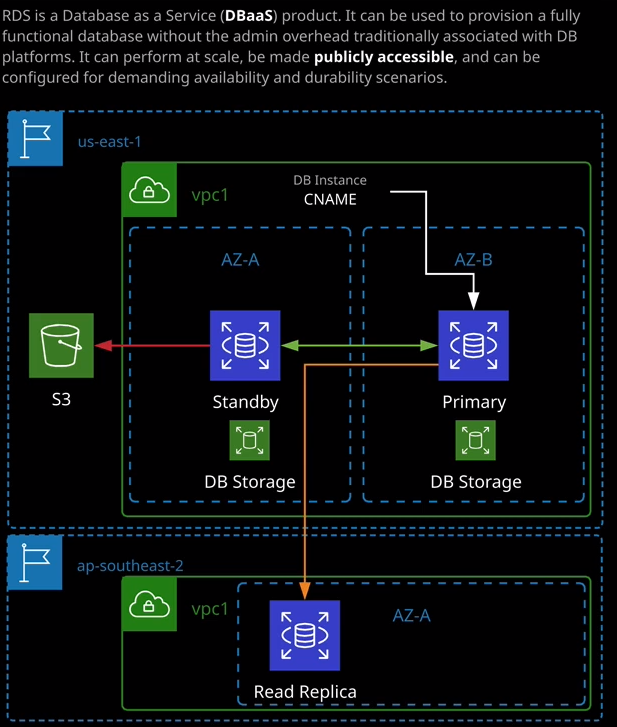 RDS is a Database as a Service (DBaaS) product. It can be used to provision a fully
functional database without the admin overhead traditionally associated with DB
platforms. It can perform at scale, be made publicly accessible, and can be
configured for demanding availability and durability scenarios.
us-east-1
vpc1
DB Instance
CNAME
AZ-A
AZ-B
S3
Standby
Primary
DB Storage
DB Storage
ap-southeast-2
vpc1
AZ-A
Read Replica